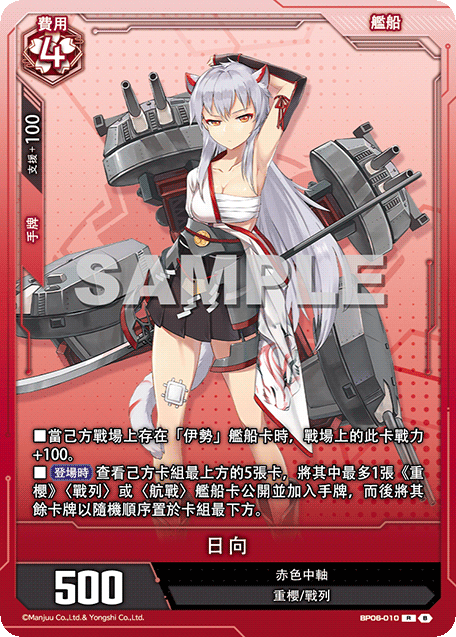 費用
4
艦船
支援+100
手牌
SAMPLE
■當己方戰場上存在「伊勢」艦船卡時,戰場上的此卡戰力
+100。
■登場時 查看己方卡組最上方的5張卡,將其中最多1張《重
櫻》〈戰列〉或〈航戰〉艦船卡公開並加入手牌,而後將其
餘卡牌以隨機順序置於卡組最下方。
日向
500
赤色中軸
重櫻/戰列
©Manjuu Co.,Ltd.& Yongshi Co.,Ltd.
BP06-010 R B